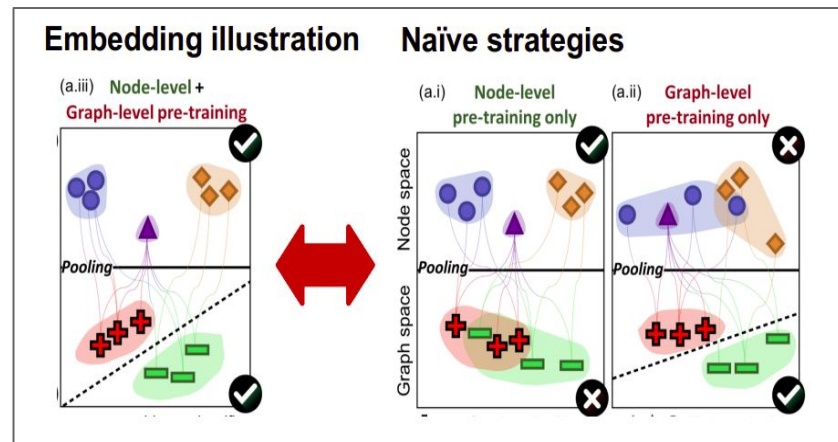 Embedding illustration
Naïve strategies
(a.iii) Node-level +
Graph-level pre-training
(a.i) Node-level
pre-training only
(a.ii) Graph-level
pre-training only
Node space
Pooling
Pooling
Graph space